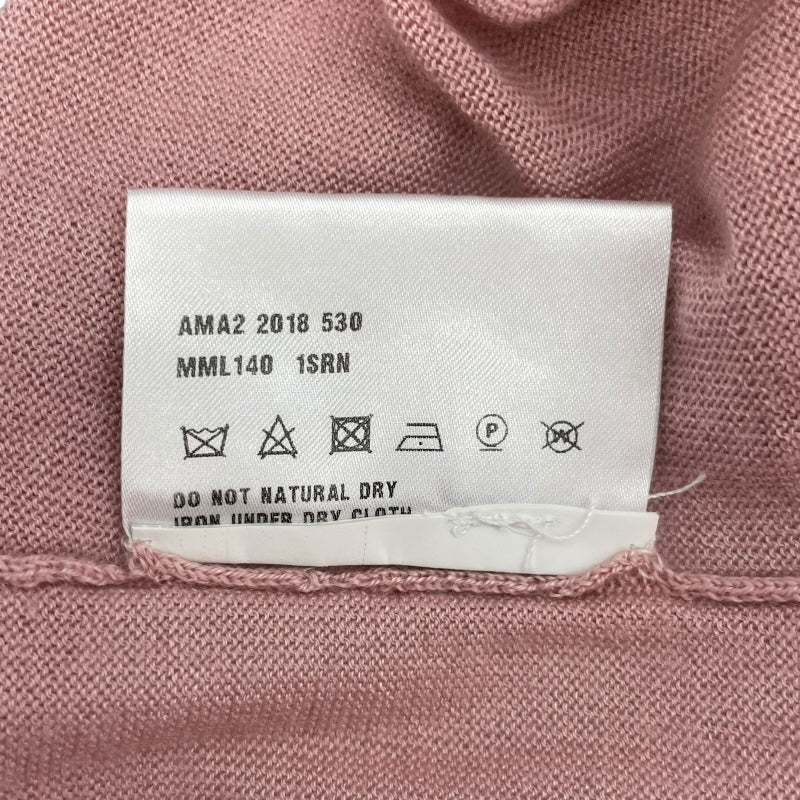 AMA2 2018 530
MML140 1SRN
P
W
DO NOT NATURAL DRY
IRON UNDER DRY CLOTH